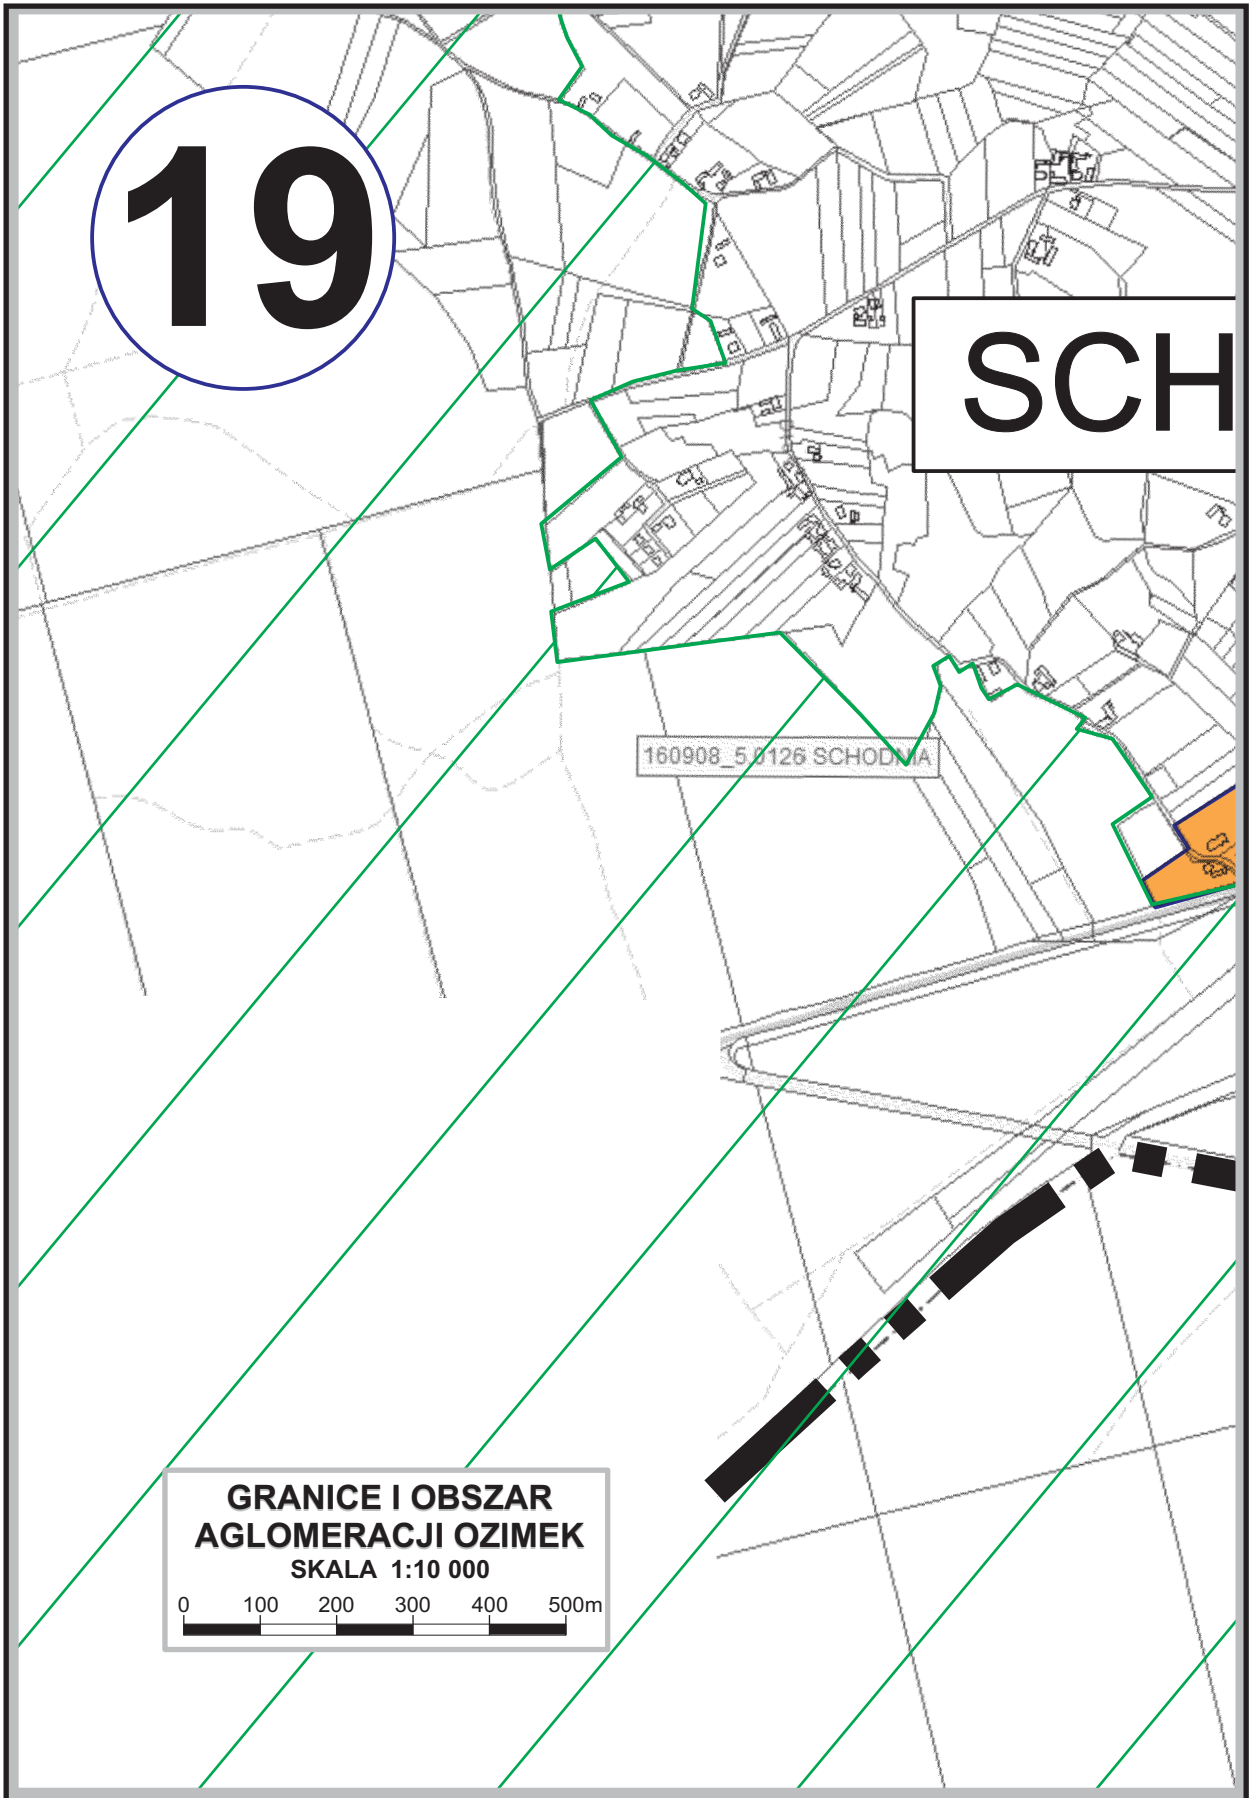 19
SCH
160908_5.0126 SCHODNIA
GRANICE I OBSZAR
AGLOMERACJI OZIMEK
SKALA 1:10 000
0 100 200 300 400 500m